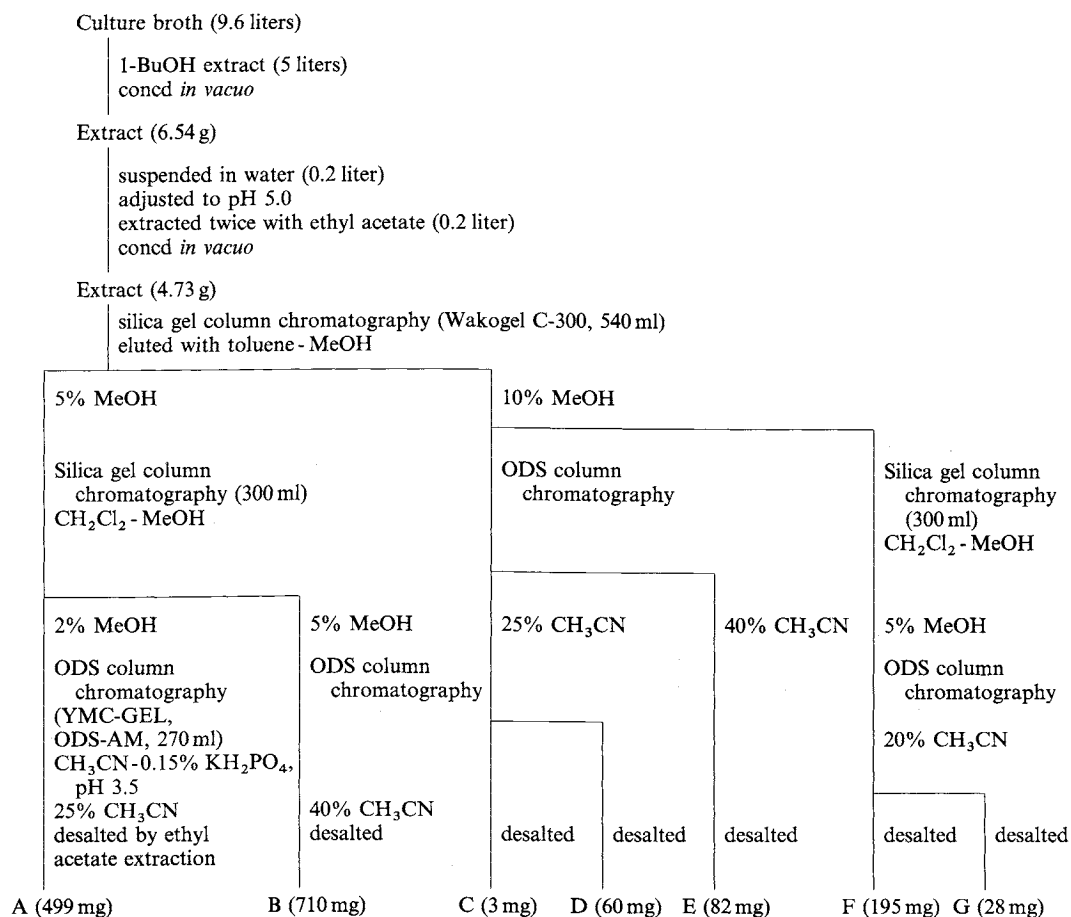 Culture broth (9.6 liters)
1-BuOH extract (5 liters)
concd in vacuo
Extract (6.54 g)
suspended in water (0.2 liter)
adjusted to pH 5.0
extracted twice with ethyl acetate (0.2 liter)
concd in vacuo
Extract (4.73 g)
silica gel column chromatography (Wakogel C-300, 540 ml)
eluted with toluene - MeOH
5% MeOH
Silica gel column
chromatography (300 ml)
CH₂Cl₂ - MeOH
2% MeOH
ODS column
chromatography
(YMC-GEL,
ODS-AM, 270 ml)
CH₃CN-0.15% KH₂PO₄,
pH 3.5
25% CH₃CN
desalted by ethyl
acetate extraction
5% MeOH
ODS column
chromatography
40% CH₃CN
desalted
10% MeOH
ODS column
chromatography
25% CH₃CN
desalted
desalted
40% CH₃CN
desalted
Silica gel column
chromatography
(300 ml)
CH₂Cl₂ - MeOH
5% MeOH
ODS column
chromatography
20% CH₃CN
desalted
desalted
A (499 mg)
B (710 mg)
C (3 mg)
D (60 mg)
E (82 mg)
F (195 mg)
G (28 mg)